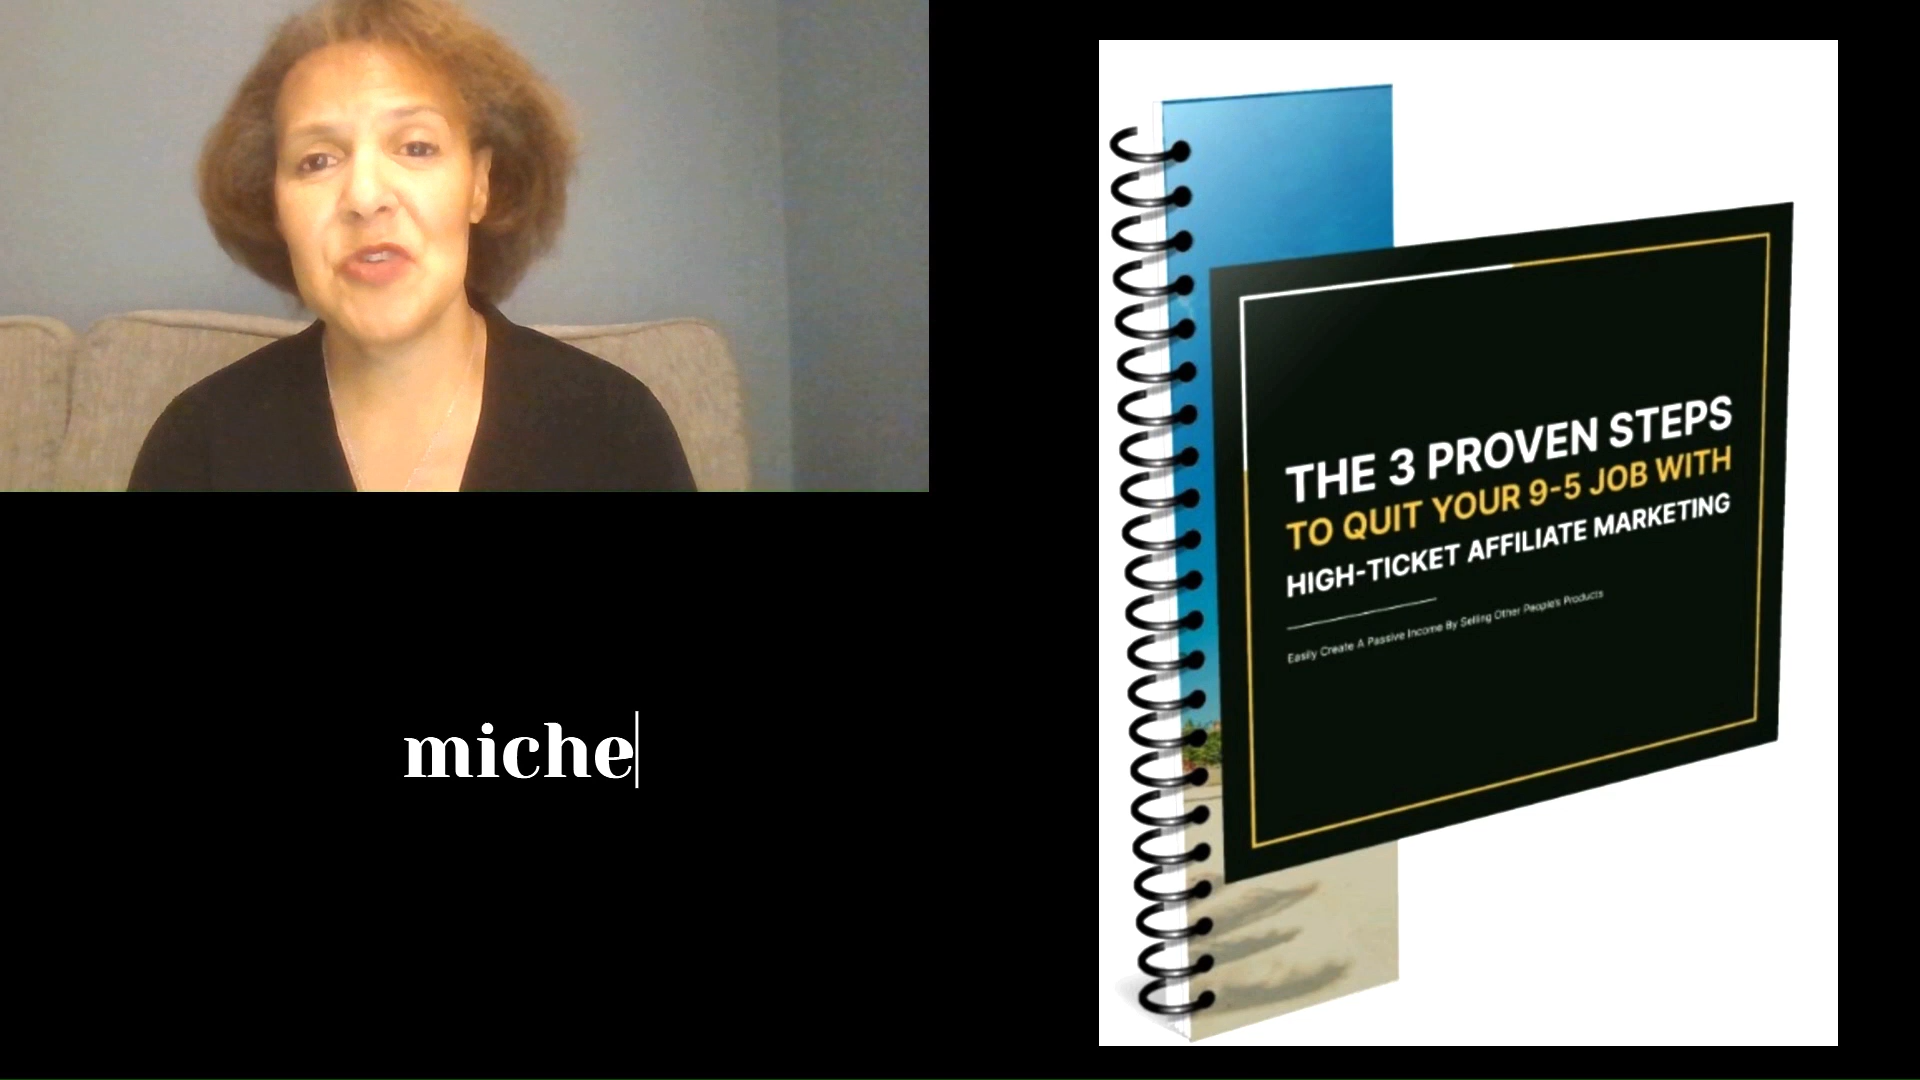 miche
THE 3 PROVEN STEPS
TO QUIT YOUR 9-5 JOB WITH
HIGH-TICKET AFFILIATE MARKETING
Easily Create A Passive Income By Selling Other People's Products